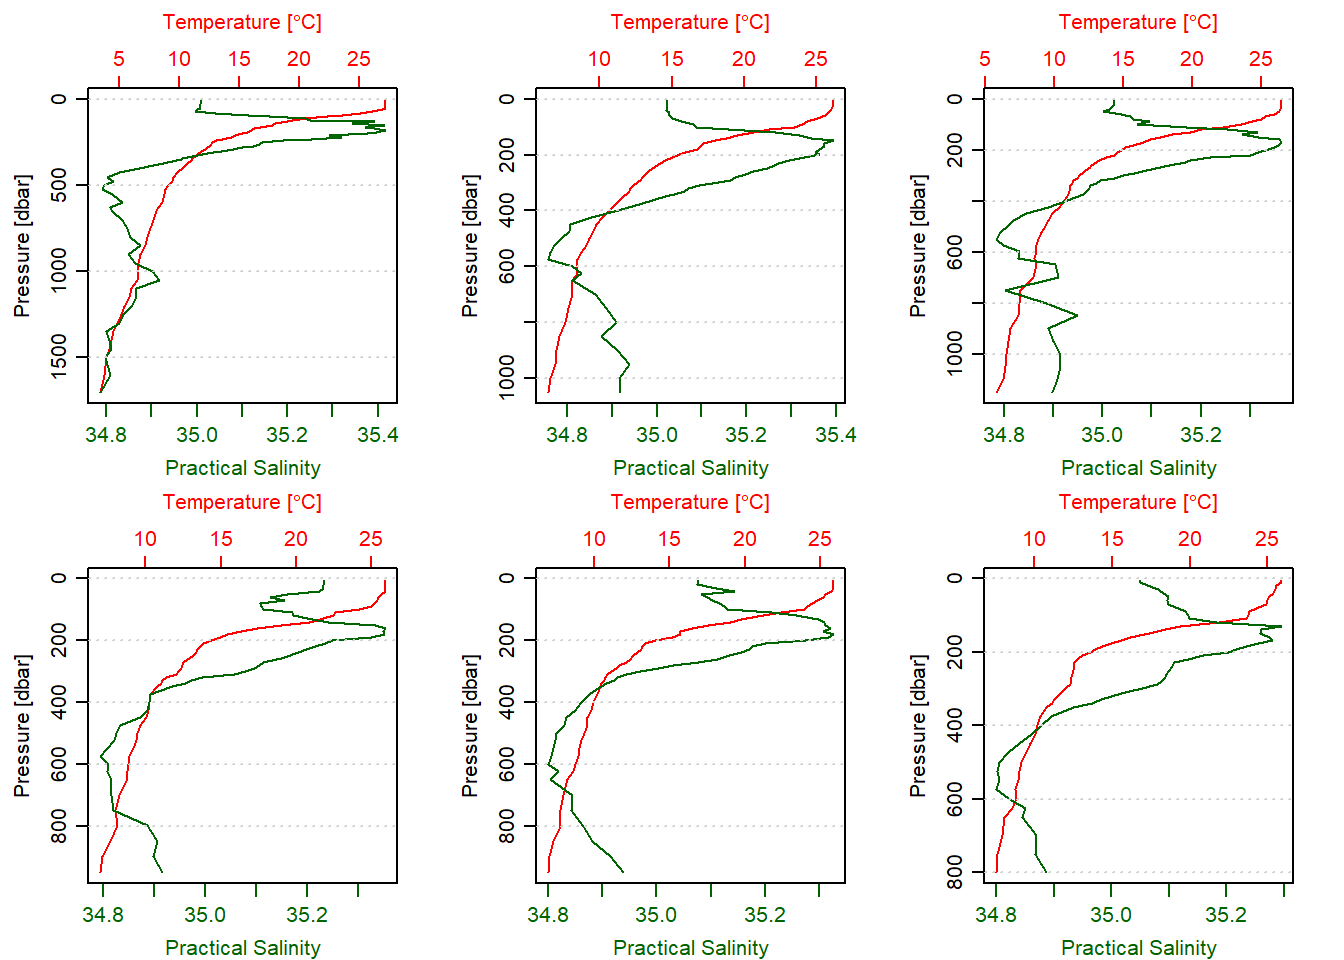 Temperature [°C] Temperature [°C] Temperature [°C]
5 10 15 20 25 10 15 20 25 5 10 15 20 25
Pressure [dbar] 0 500 1000 1500
Pressure [dbar] 0 200 400 600 1000
Pressure [dbar] 0 200 600 1000
34.8 35.0 35.2 35.4 34.8 35.0 35.2 35.4 34.8 35.0 35.2
Practical Salinity Practical Salinity Practical Salinity
Temperature [°C] Temperature [°C] Temperature [°C]
10 15 20 25 10 15 20 25 10 15 20 25
Pressure [dbar] 0 200 400 600 800
Pressure [dbar] 0 200 400 600 800
Pressure [dbar] 0 200 400 600 800
34.8 35.0 35.2 34.8 35.0 35.2 34.8 35.0 35.2
Practical Salinity Practical Salinity Practical Salinity